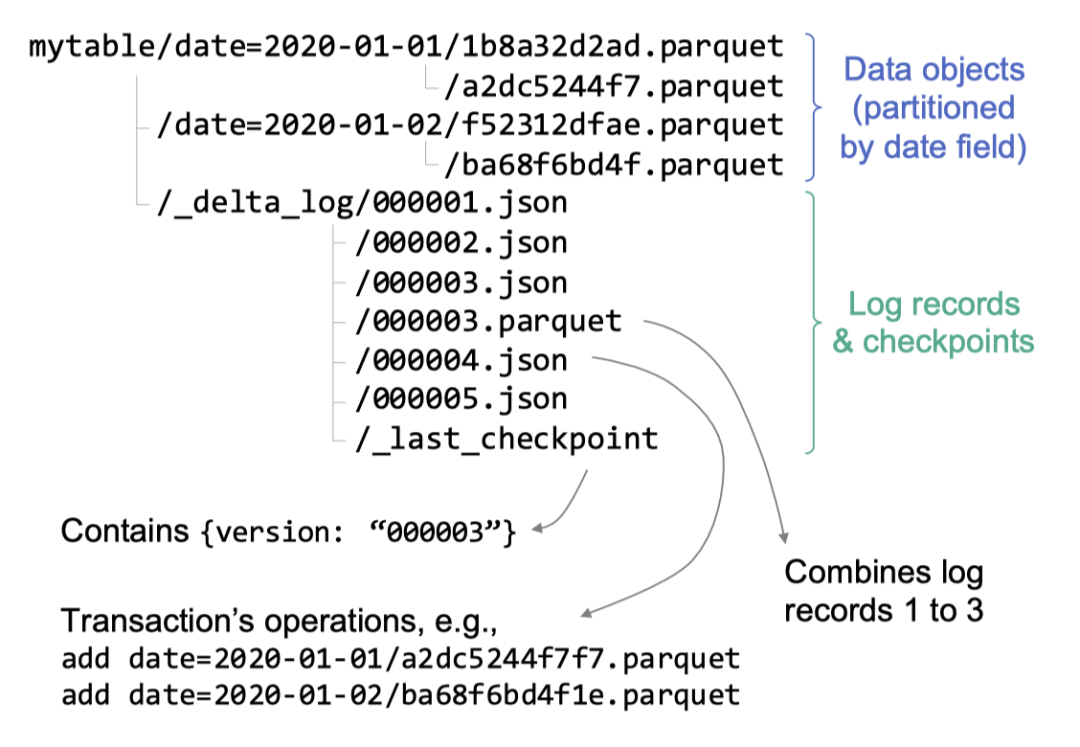 mytable/date=2020-01-01/1b8a32d2ad.parquet
/a2dc5244f7.parquet
/date=2020-01-02/f52312dfae.parquet
/ba68f6bd4f.parquet
/_delta_log/000001.json
/000002.json
/000003.json
/000003.parquet
/000004.json
/000005.json
/_last_checkpoint
Data objects
(partitioned
by date field)
Log records
& checkpoints
Contains {version: “000003”}
Combines log
records 1 to 3
Transaction’s operations, e.g.,
add date=2020-01-01/a2dc5244f7f7.parquet
add date=2020-01-02/ba68f6bd4f1e.parquet